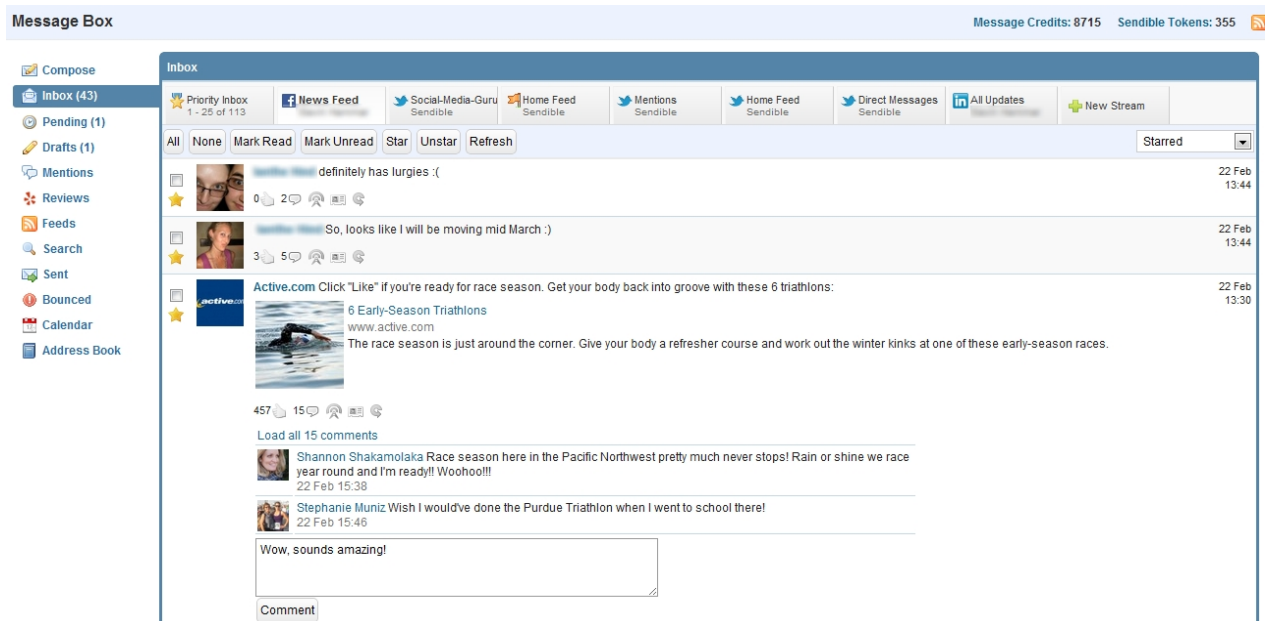 Message Box
Message Credits: 8715 Sendible Tokens: 355
Compose
Inbox (43)
Pending (1)
Drafts (1)
Mentions
Reviews
Feeds
Search
Sent
Bounced
Calendar
Address Book
Inbox
Priority Inbox
1 - 25 of 113
News Feed
Social-Media-Guru
Sendible
Home Feed
Sendible
Mentions
Sendible
Home Feed
Sendible
Direct Messages
Sendible
All Updates
New Stream
All None Mark Read Mark Unread Star Unstar Refresh Starred
definitely has lurgies :(
22 Feb
13:44
0 2
So, looks like I will be moving mid March :)
22 Feb
13:44
3 5
active.com
Active.com Click "Like" if you're ready for race season. Get your body back into groove with these 6 triathlons:
22 Feb
13:30
6 Early-Season Triathlons
www.active.com
The race season is just around the corner. Give your body a refresher course and work out the winter kinks at one of these early-season races.
457 15
Load all 15 comments
Shannon Shakamolaka Race season here in the Pacific Northwest pretty much never stops! Rain or shine we race
year round and I'm ready!! Woohoo!!!
22 Feb 15:38
Stephanie Muniz Wish I would've done the Purdue Triathlon when I went to school there!
22 Feb 15:46
Wow, sounds amazing!
Comment